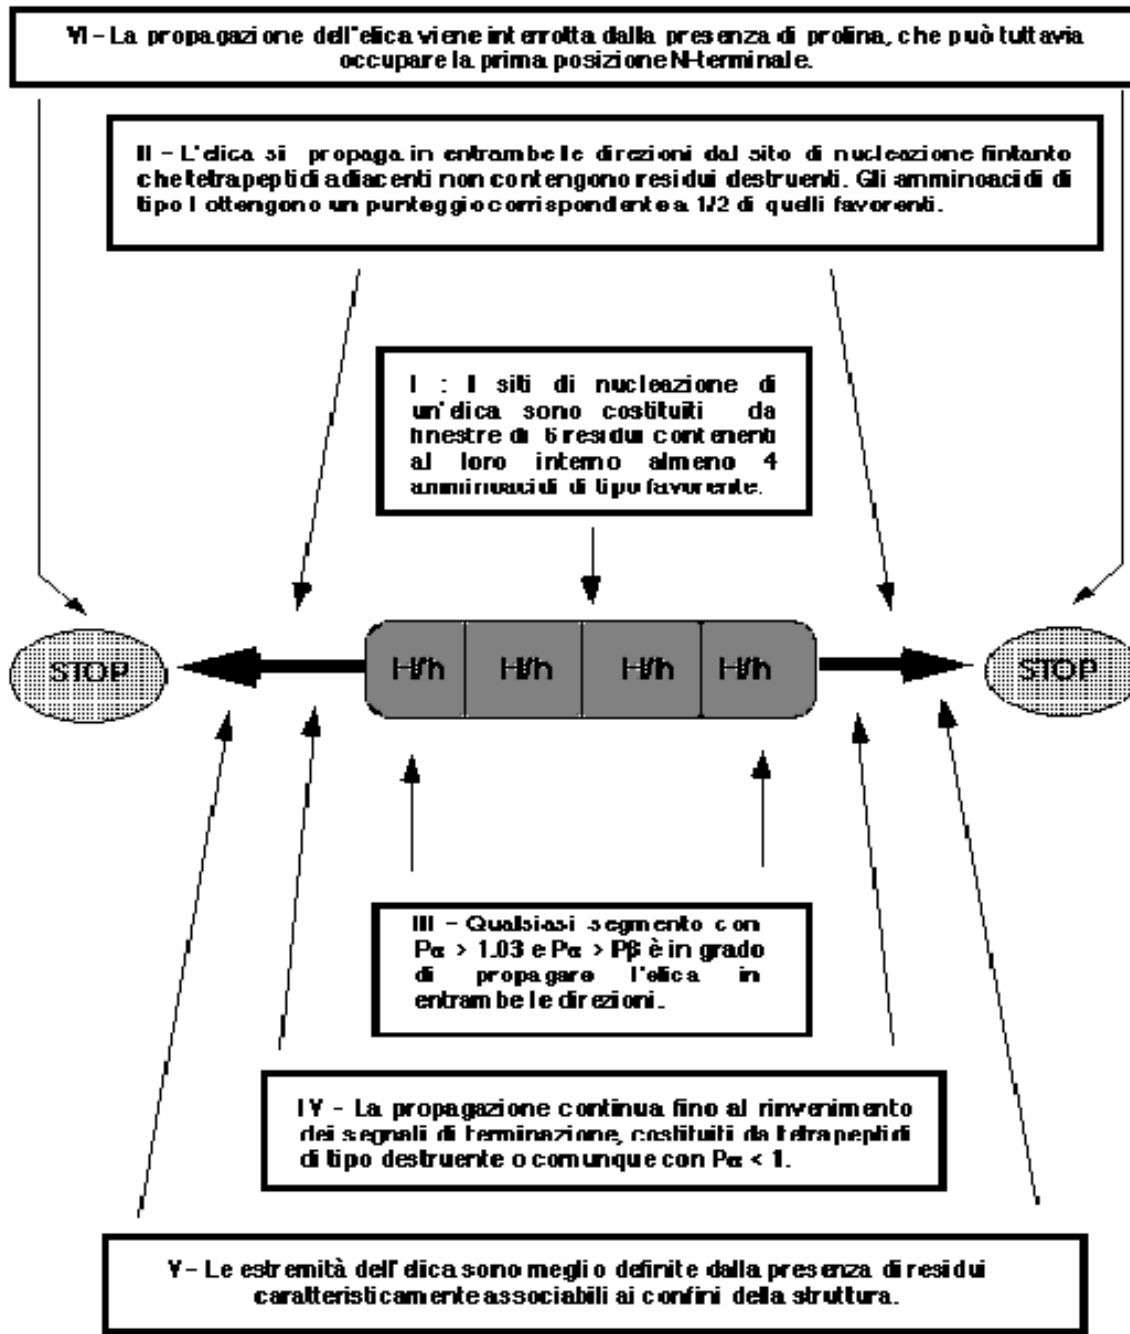 VI – La propagazione dell'elica viene interrotta dalla presenza di prolina, che può tuttavia
occupare la prima posizione N-terminale.
II – L'elica si propaga in entrambe le direzioni dal sito di nucleazione fintanto
che tetrapeptidi adiacenti non contengono residui destruenti. Gli amminoacidi di
tipo I ottengono un punteggio corrispondente a 1/2 di quelli favorenti.
I : I siti di nucleazione di
un'elica sono costituiti da
finestre di 6 residui contenenti
al loro interno almeno 4
amminoacidi di tipo favorente.
STOP H/h H/h H/h H/h STOP
III – Qualsiasi segmento con
Pα > 1.03 e Pα > Pβ è in grado
di propagare l'elica in
entrambe le direzioni.
IV – La propagazione continua fino al rinvenimento
dei segnali di terminazione, costituiti da tetrapeptidi
di tipo destruente o comunque con Pα < 1.
V – Le estremità dell'elica sono meglio definite dalla presenza di residui
caratteristicamente associabili ai confini della struttura.